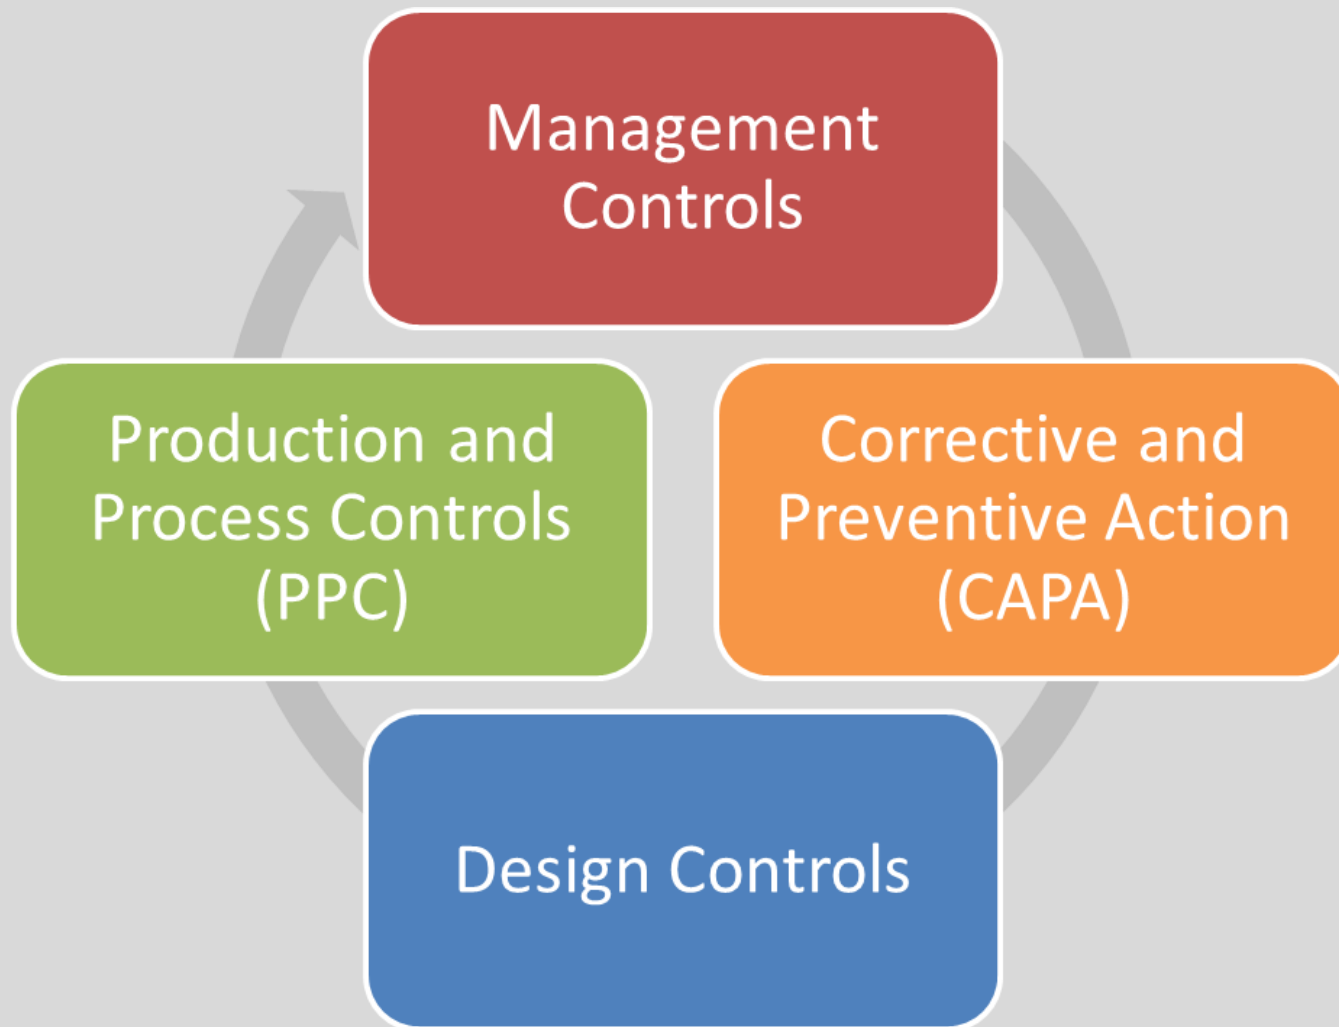 Management
Controls
Corrective and
Preventive Action
(CAPA)
Design Controls
Production and
Process Controls
(PPC)